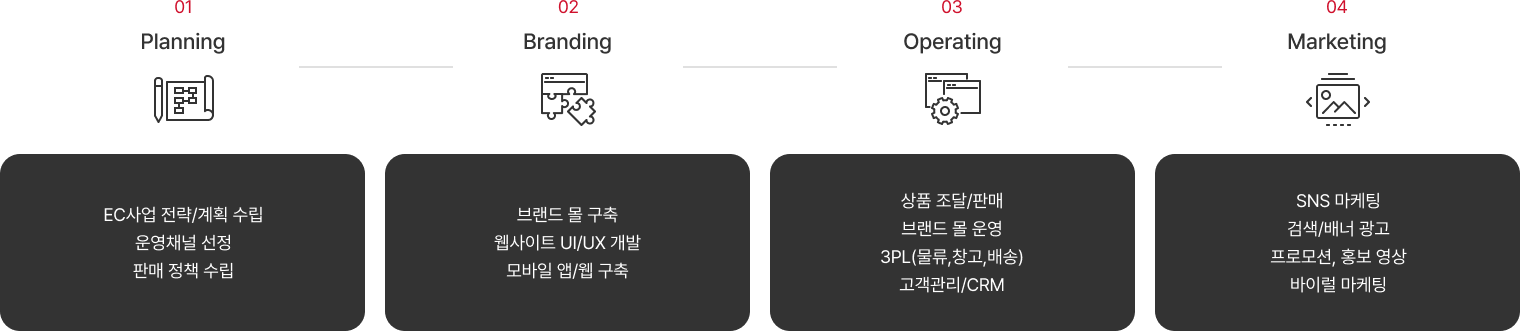 01
Planning
EC사업 전략/계획 수립
운영채널 선정
판매 정책 수립
02
Branding
브랜드 몰 구축
웹사이트 UI/UX 개발
모바일 앱/웹 구축
03
Operating
상품 조달/판매
브랜드 몰 운영
3PL(물류,창고,배송)
고객관리/CRM
04
Marketing
SNS 마케팅
검색/배너 광고
프로모션, 홍보 영상
바이럴 마케팅